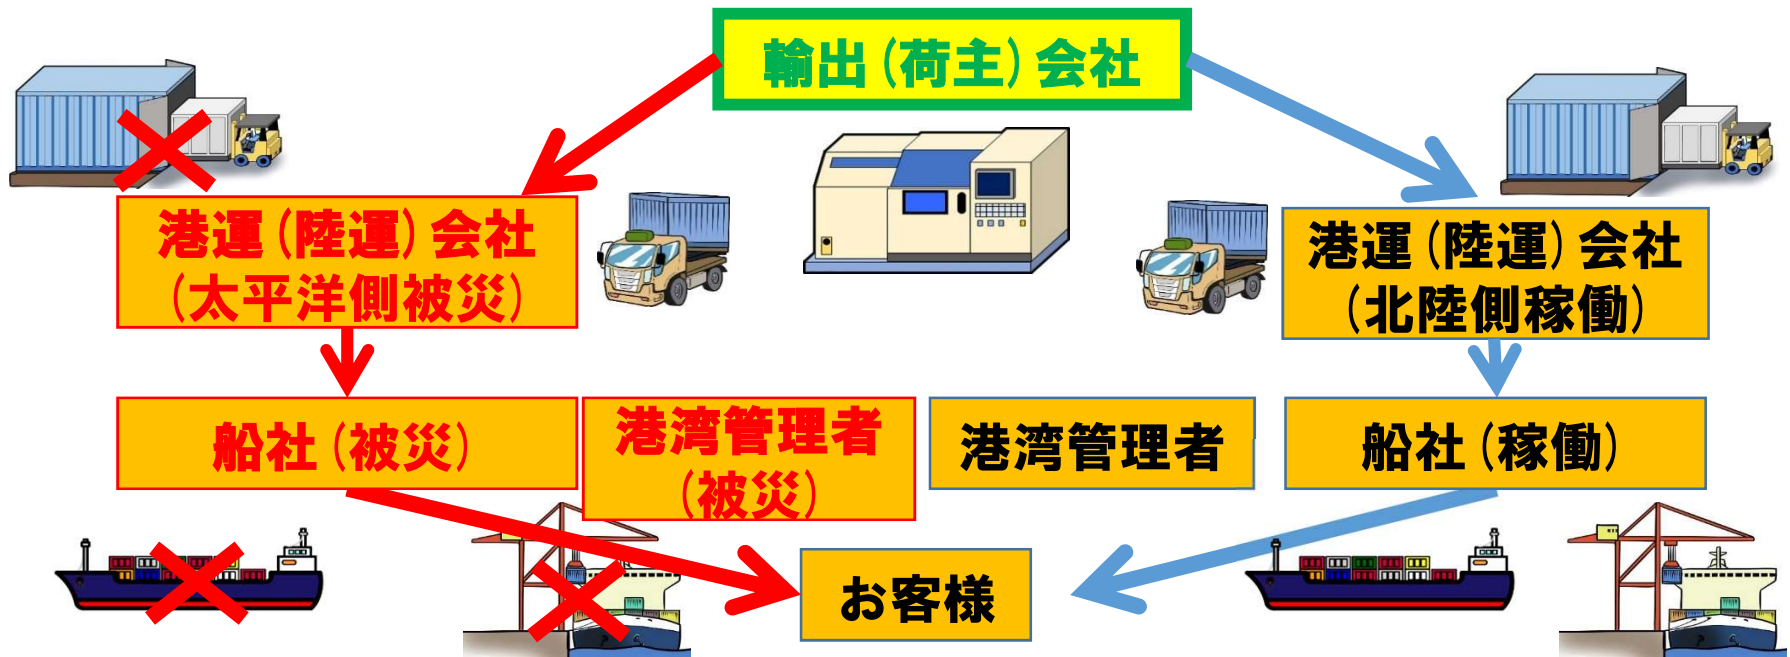 輸出(荷主)会社
港運(陸運)会社
(太平洋側被災)
港運(陸運)会社
(北陸側稼働)
船社(被災)
港湾管理者
(被災)
港湾管理者
船社(稼働)
お客様